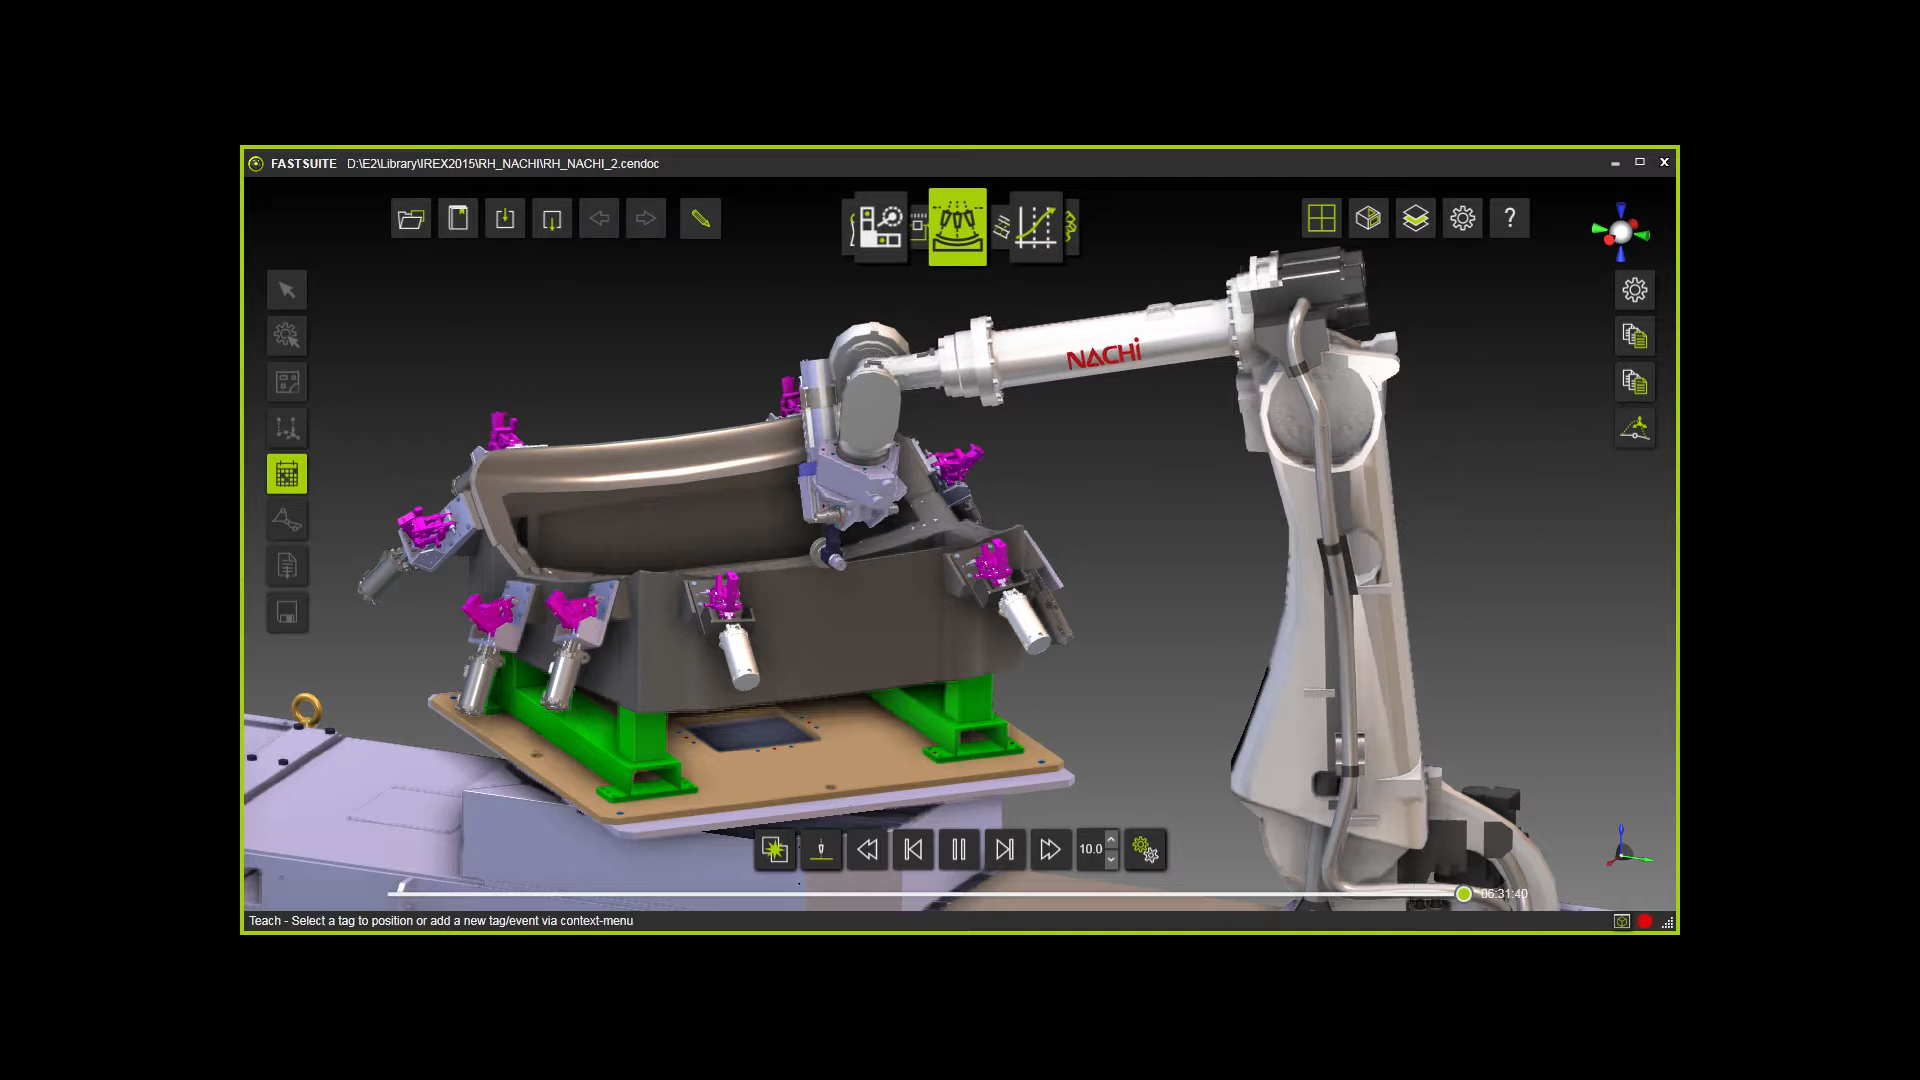 FASTSUITE D:\E2\Library\IREX2015\RH_NACHI\RH_NACHI_2.cendoc
?
NACHi
10.0
06:31:40
Teach - Select a tag to position or add a new tag/event via context-menu